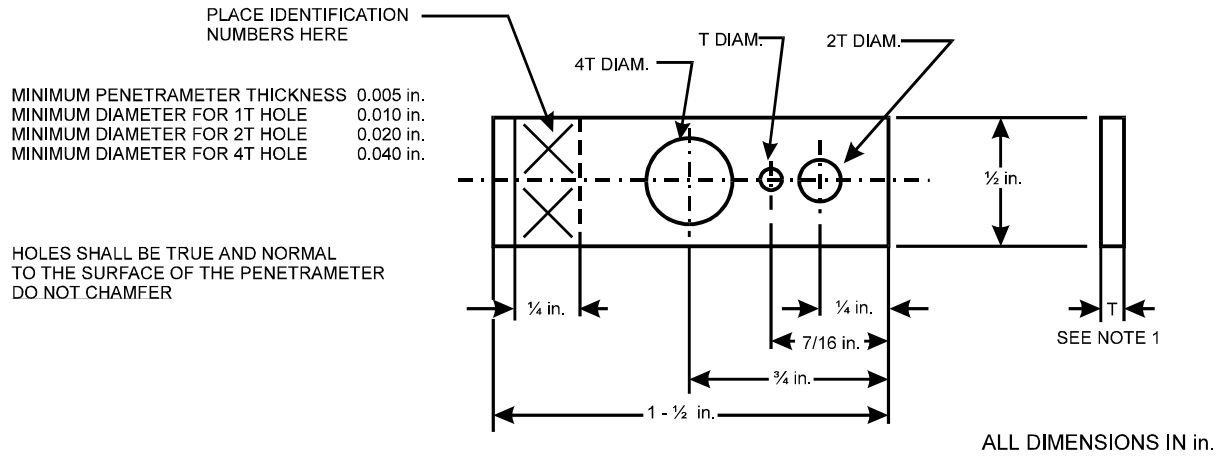 PLACE IDENTIFICATION
NUMBERS HERE
T DIAM.
2T DIAM.
4T DIAM.
MINIMUM PENETRAMETER THICKNESS 0.005 in.
MINIMUM DIAMETER FOR 1T HOLE 0.010 in.
MINIMUM DIAMETER FOR 2T HOLE 0.020 in.
MINIMUM DIAMETER FOR 4T HOLE 0.040 in.
½ in.
HOLES SHALL BE TRUE AND NORMAL
TO THE SURFACE OF THE PENETRAMETER
DO NOT CHAMFER
¼ in.
¼ in.
T
7/16 in.
SEE NOTE 1
¾ in.
1 - ½ in.
ALL DIMENSIONS IN in.